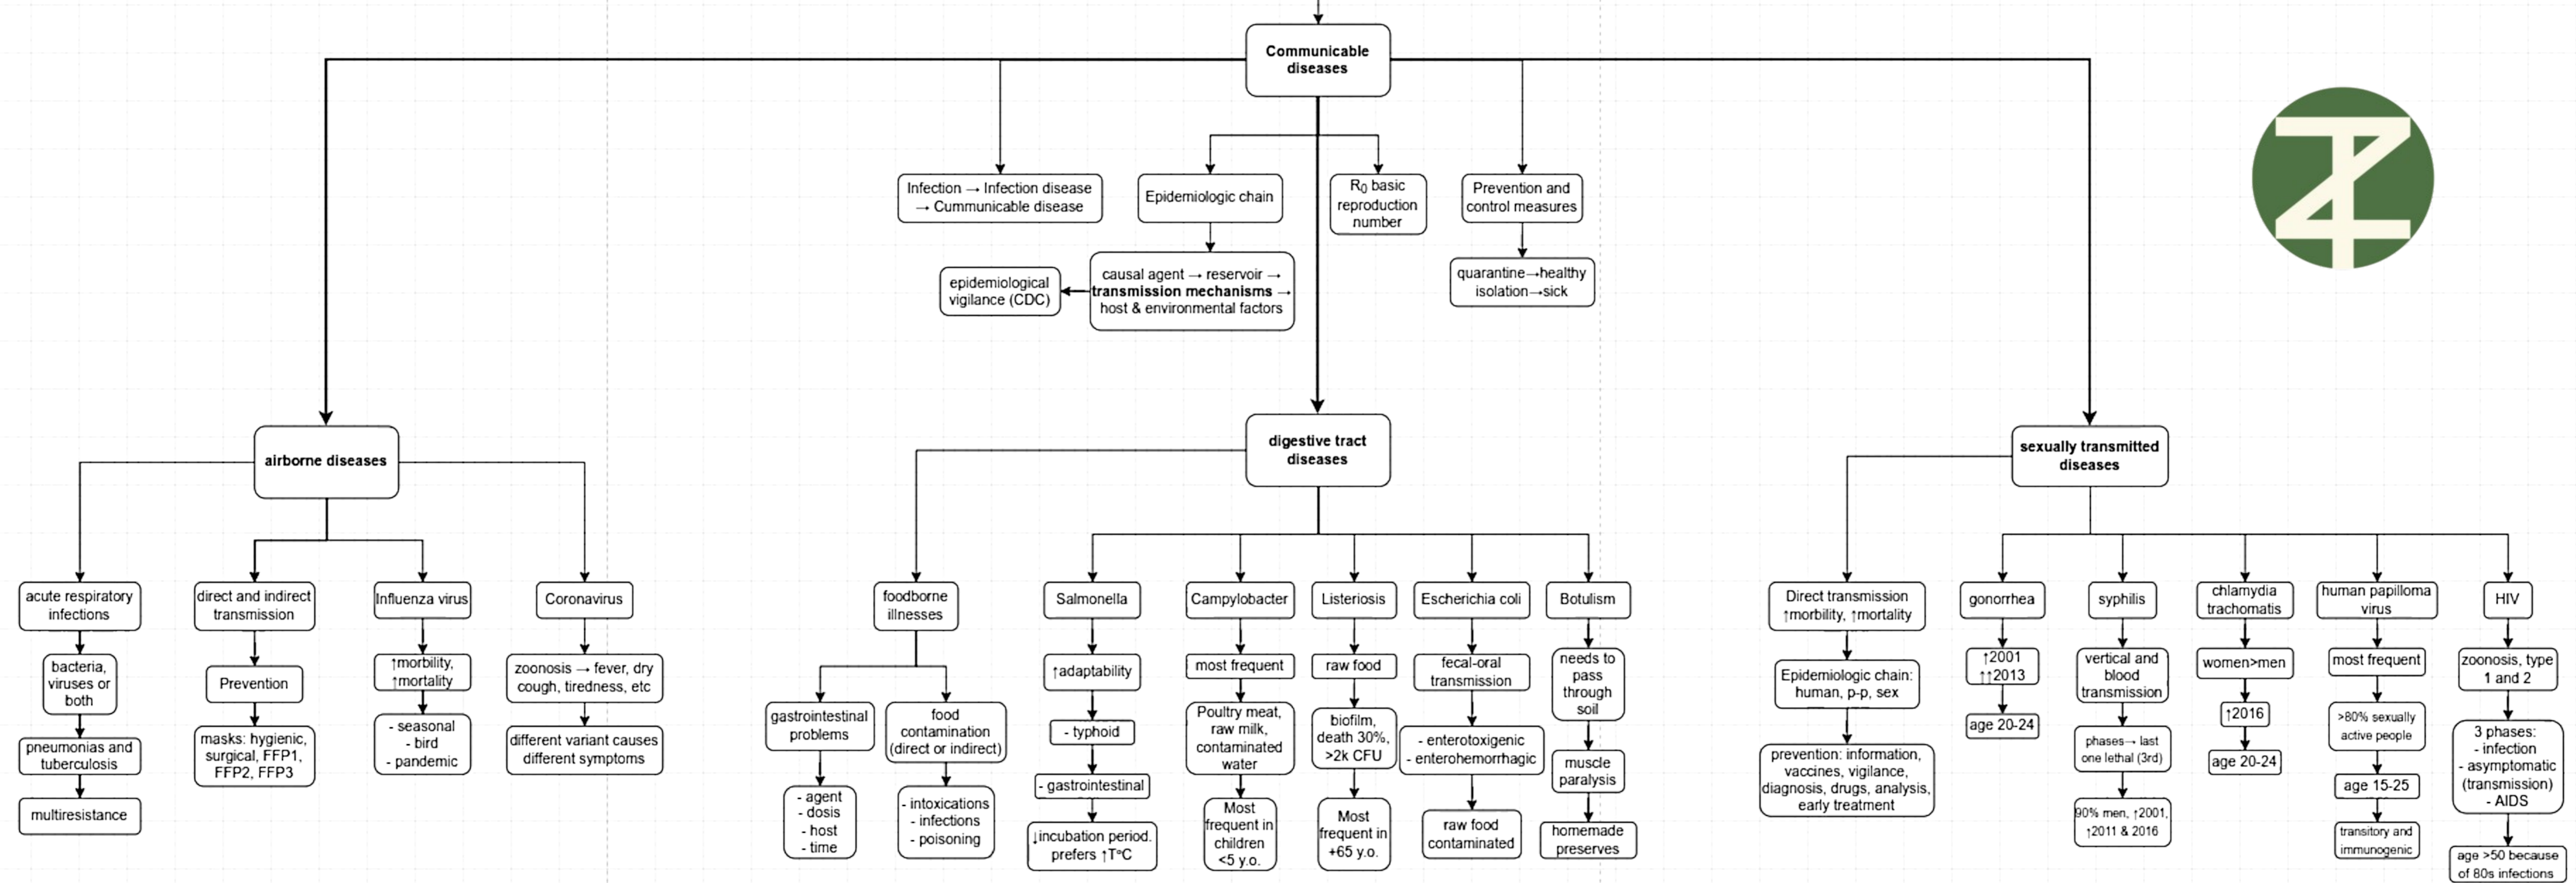 Communicable
diseases
Infection → Infection disease
→ Cummunicable disease
Epidemiologic chain
R0 basic
reproduction
number
Prevention and
control measures
epidemiological
vigilance (CDC)
causal agent → reservoir →
transmission mechanisms →
host & environmental factors
quarantine→healthy
isolation→sick
airborne diseases
acute respiratory
infections
bacteria,
viruses or
both
pneumonias and
tuberculosis
multiresistance
direct and indirect
transmission
Prevention
masks: hygienic,
surgical, FFP1,
FFP2, FFP3
Influenza virus
↑morbility,
↑mortality
- seasonal
- bird
- pandemic
Coronavirus
zoonosis → fever, dry
cough, tiredness, etc
different variant causes
different symptoms
digestive tract
diseases
foodborne
illnesses
gastrointestinal
problems
- agent
- dosis
- host
- time
food
contamination
(direct or indirect)
- intoxications
- infections
- poisoning
Salmonella
↑adaptability
- typhoid
- gastrointestinal
↓incubation period.
prefers ↑TºC
Campylobacter
most frequent
Poultry meat,
raw milk,
contaminated
water
Most
frequent in
children
<5 y.o.
Listeriosis
raw food
biofilm,
death 30%,
>2k CFU
Most
frequent in
+65 y.o.
Escherichia coli
fecal-oral
transmission
- enterotoxigenic
- enterohemorrhagic
raw food
contaminated
Botulism
needs to
pass
through
soil
muscle
paralysis
homemade
preserves
sexually transmitted
diseases
Direct transmission
↑morbility, ↑mortality
Epidemiologic chain:
human, p-p, sex
prevention: information,
vaccines, vigilance,
diagnosis, drugs, analysis,
early treatment
gonorrhea
↑2001
↑↑2013
age 20-24
syphilis
vertical and
blood
transmission
phases→ last
one lethal (3rd)
90% men, ↑2001,
↑2011 & 2016
chlamydia
trachomatis
women>men
↑2016
age 20-24
human papilloma
virus
most frequent
>80% sexually
active people
age 15-25
transitory and
immunogenic
HIV
zoonosis, type
1 and 2
3 phases:
- infection
- asymptomatic
(transmission)
- AIDS
age >50 because
of 80s infections